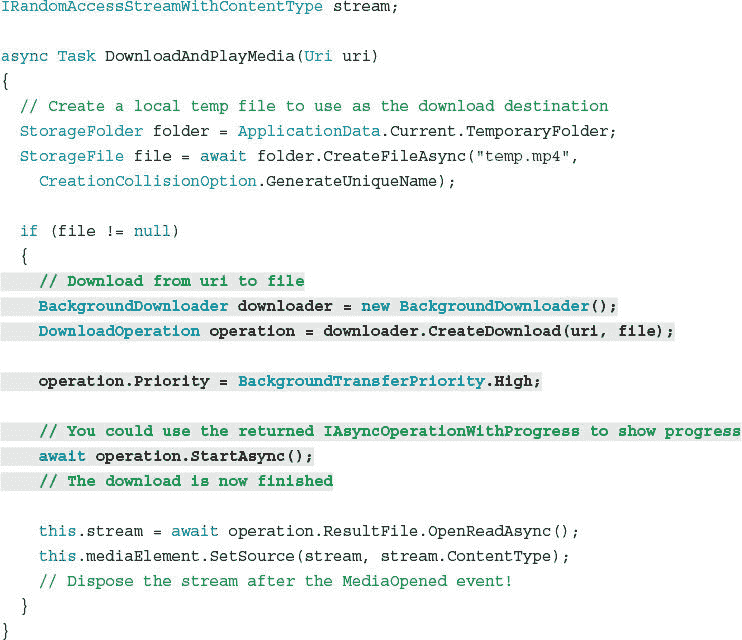 IRandomAccessStreamWithContentType stream;

async Task DownloadAndPlayMedia(Uri uri)
{
  // Create a local temp file to use as the download destination
  StorageFolder folder = ApplicationData.Current.TemporaryFolder;
  StorageFile file = await folder.CreateFileAsync("temp.mp4",
    CreationCollisionOption.GenerateUniqueName);

  if (file != null)
  {
    // Download from uri to file
    BackgroundDownloader downloader = new BackgroundDownloader();
    DownloadOperation operation = downloader.CreateDownload(uri, file);

    operation.Priority = BackgroundTransferPriority.High;

    // You could use the returned IAsyncOperationWithProgress to show progress
    await operation.StartAsync();
    // The download is now finished

    this.stream = await operation.ResultFile.OpenReadAsync();
    this.mediaElement.SetSource(stream, stream.ContentType);
    // Dispose the stream after the MediaOpened event!
  }
}